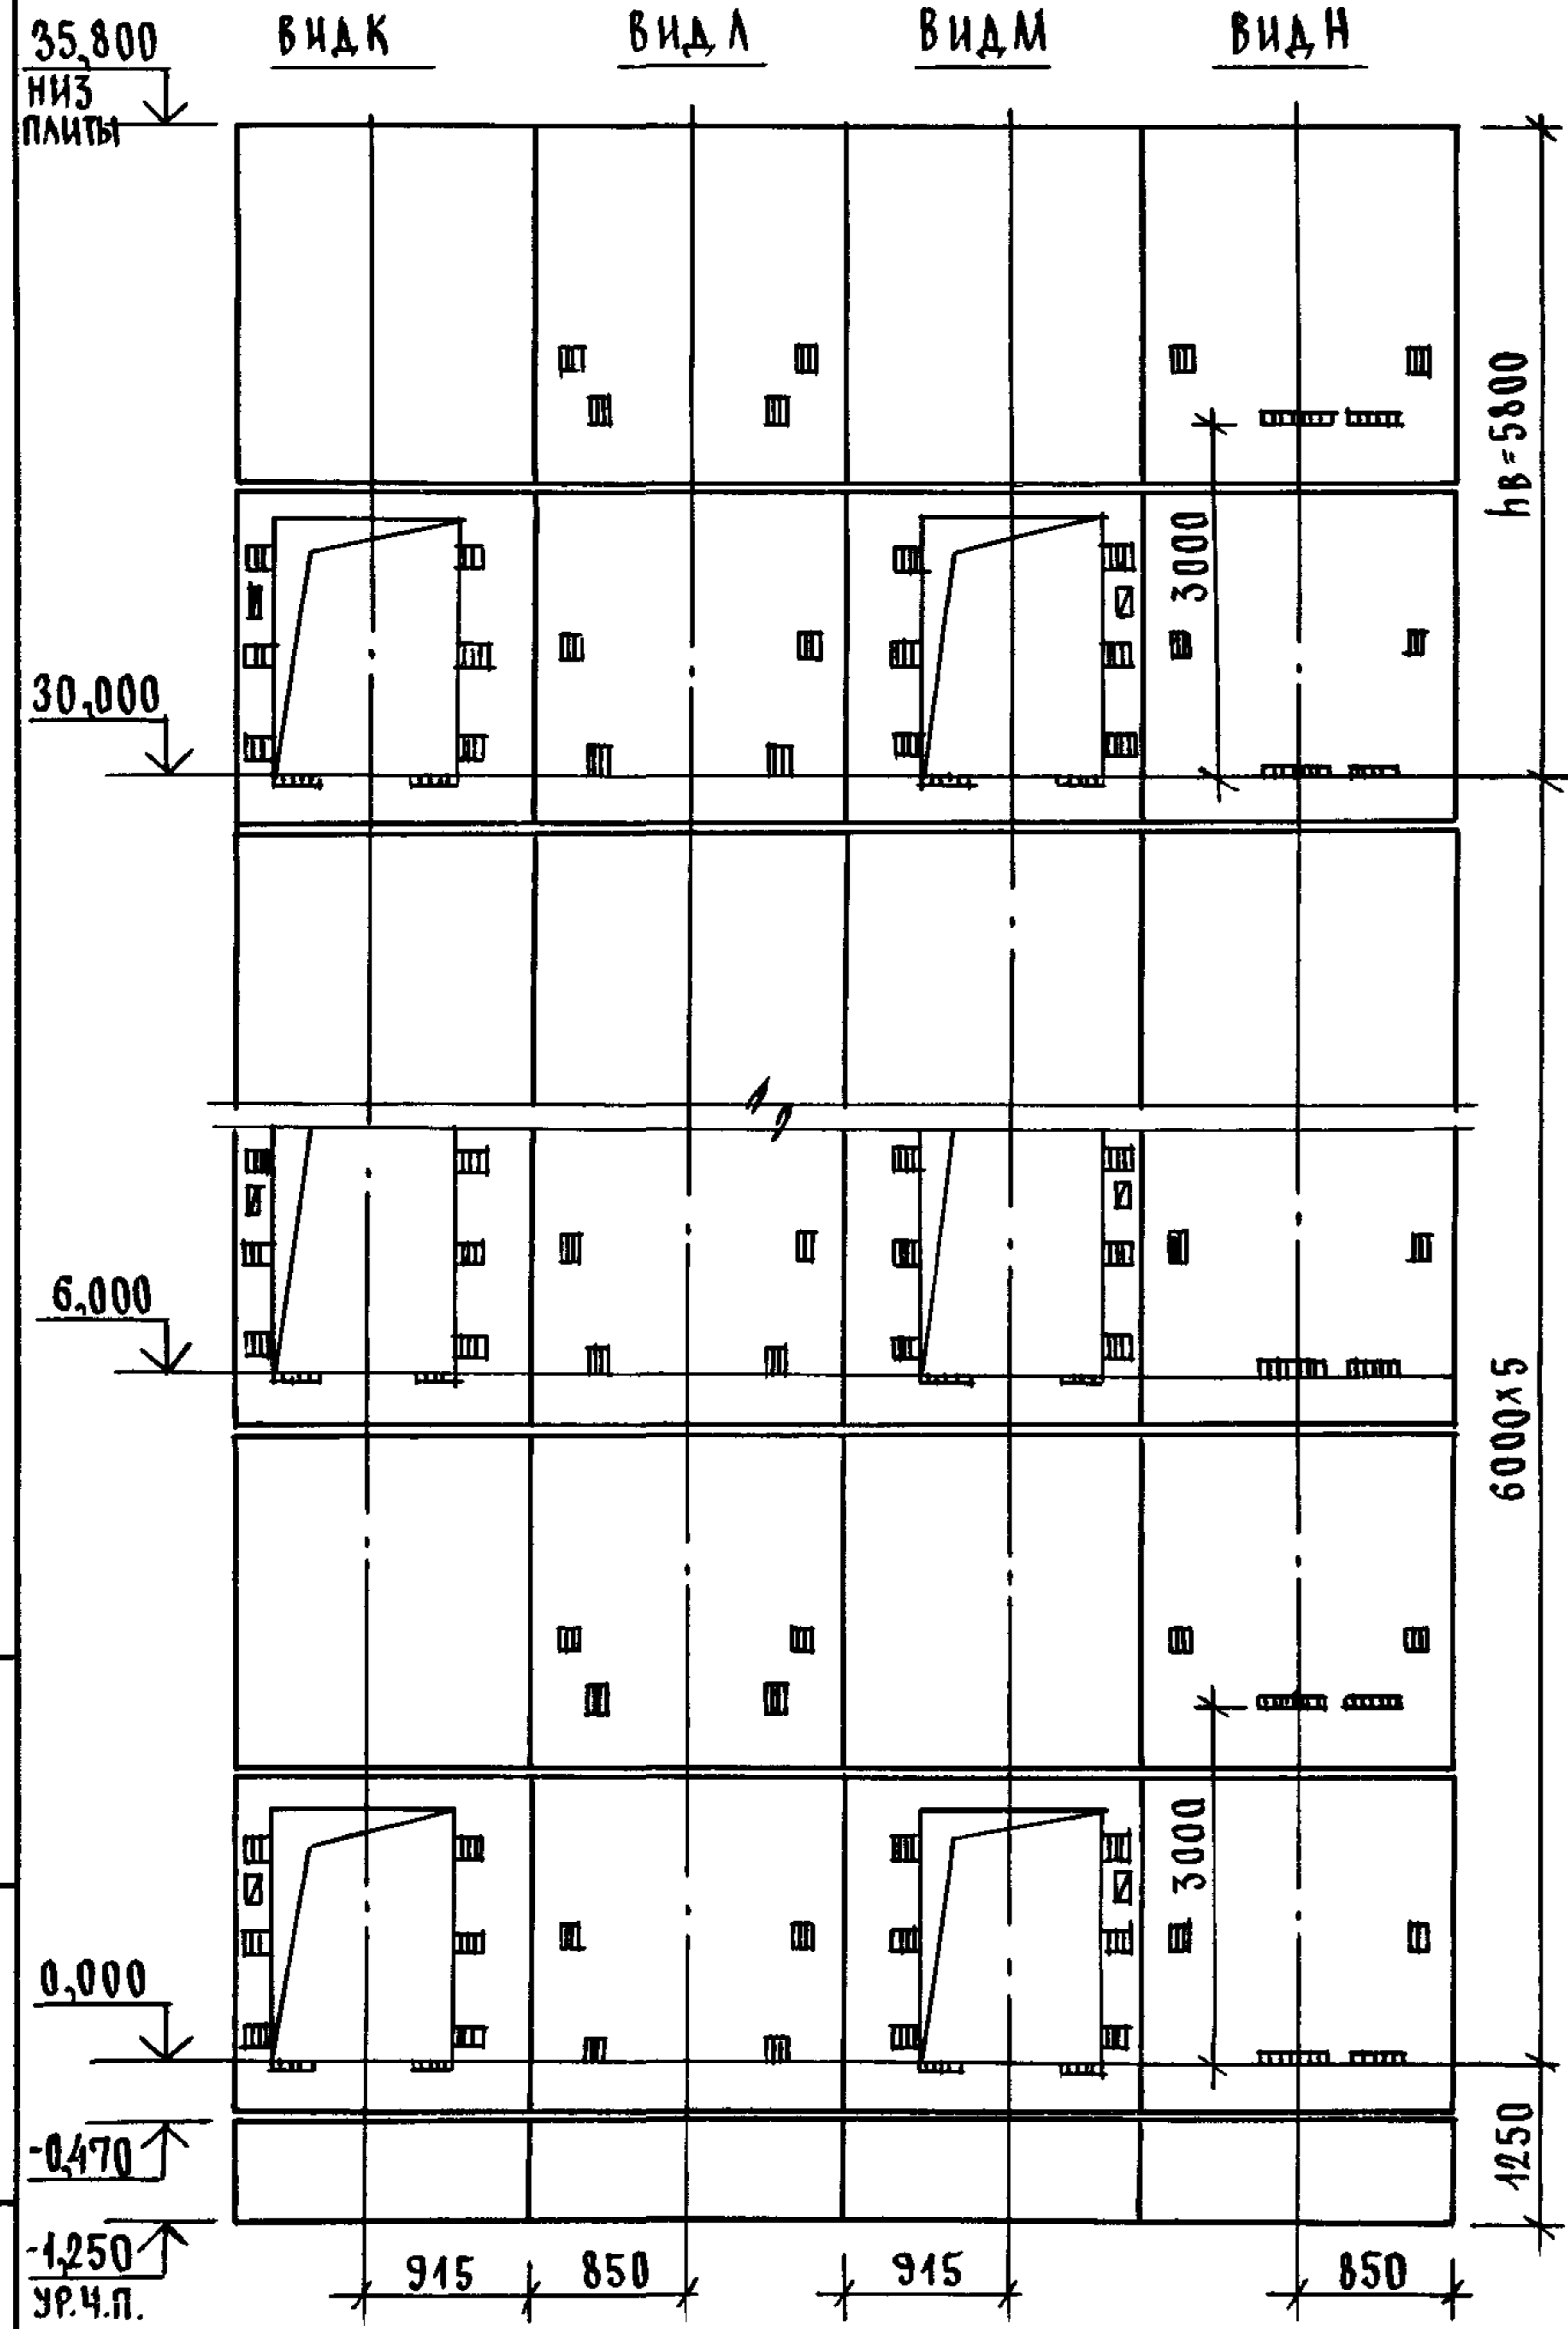 ВИД К
ВИД Л
ВИД М
ВИД Н
35,800
НИЗ
ПЛИТЫ
hв=5800
3000
30,000
6,000
6000х5
3000
0,000
-0,470
1250
-1,250
УР.Ч.П.
915
850
915
850